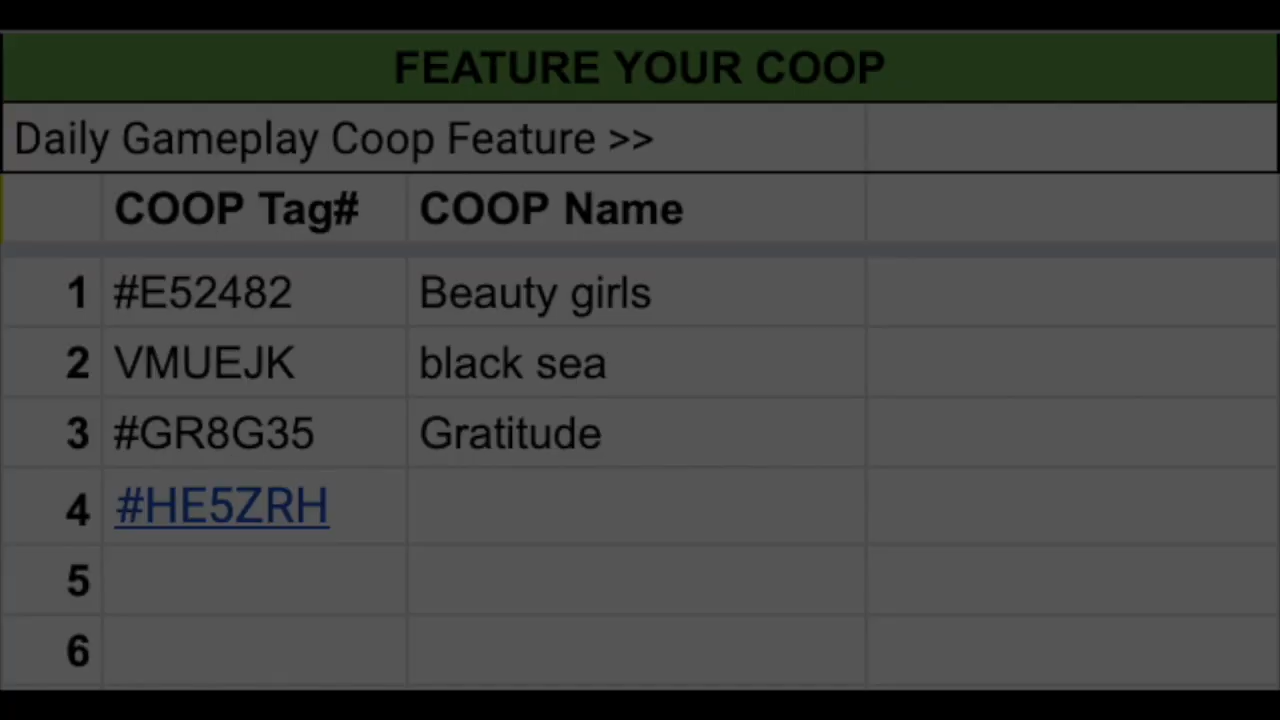 FEATURE YOUR COOP
Daily Gameplay Coop Feature >>
COOP Tag# COOP Name
1 #E52482 Beauty girls
2 VMUEJK black sea
3 #GR8G35 Gratitude
4 #HE5ZRH
5
6